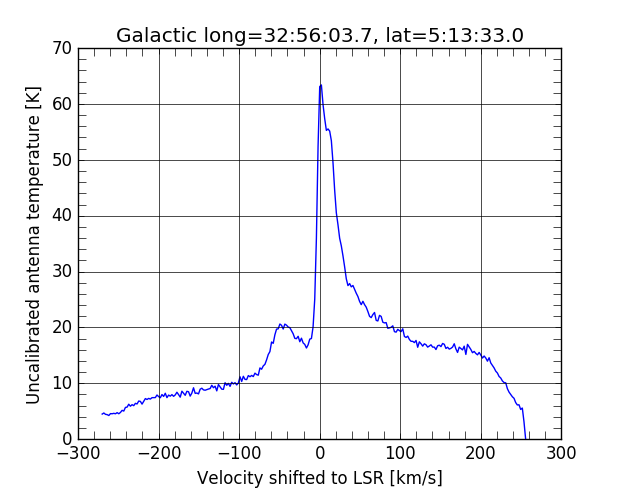 Galactic long=32:56:03.7, lat=5:13:33.0
Uncalibrated antenna temperature [K]
70
60
50
40
30
20
10
0
−300 −200 −100 0 100 200 300
Velocity shifted to LSR [km/s]